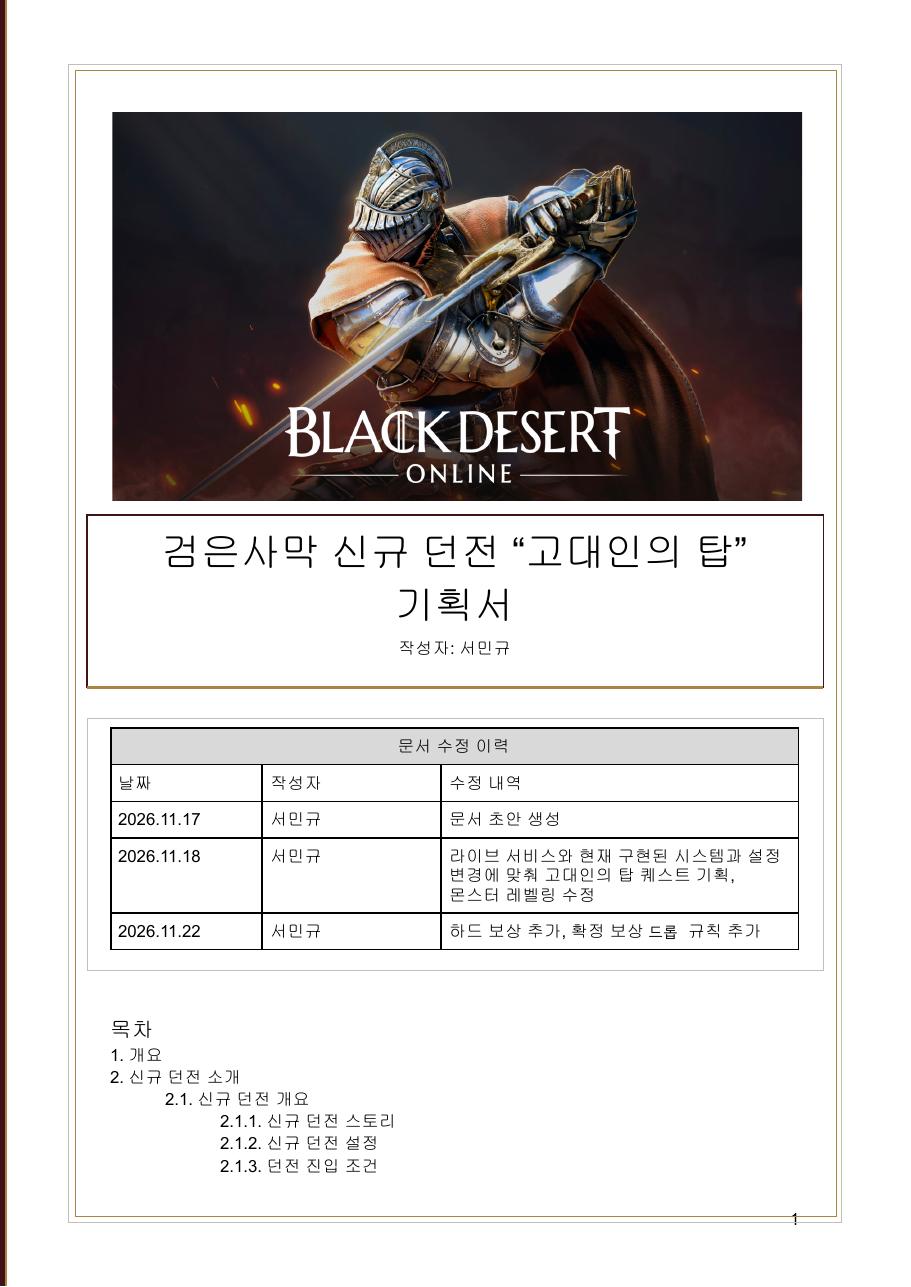 BLACK DESERT
ONLINE
검은사막 신규 던전 “고대인의 탑”
기획서
작성자: 서민규
문서 수정 이력
날짜 작성자 수정 내역
2026.11.17 서민규 문서 초안 생성
2026.11.18 서민규 라이브 서비스와 현재 구현된 시스템과 설정
변경에 맞춰 고대인의 탑 퀘스트 기획,
몬스터 레벨링 수정
2026.11.22 서민규 하드 보상 추가, 확정 보상 드롭 규칙 추가
목차
1. 개요
2. 신규 던전 소개
2.1. 신규 던전 개요
2.1.1. 신규 던전 스토리
2.1.2. 신규 던전 설정
2.1.3. 던전 진입 조건
1